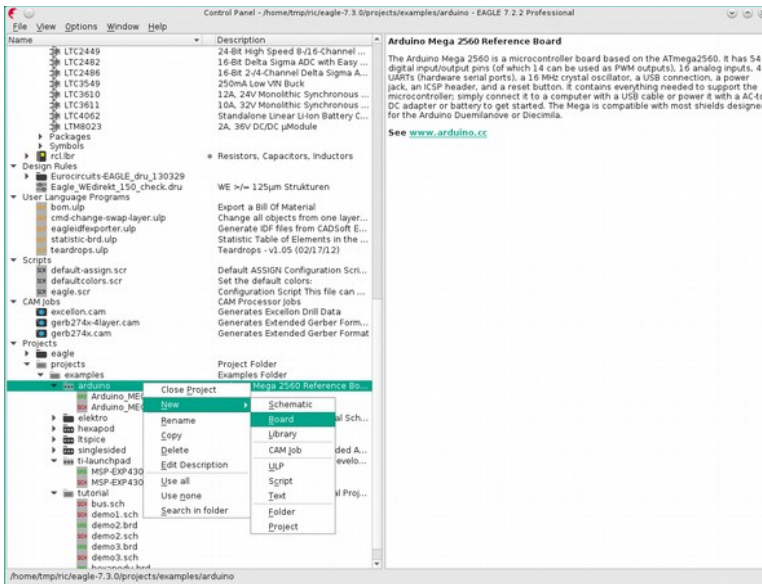 Control Panel - /home/tmp/ric/eagle-7.3.0/projects/examples/arduino - EAGLE 7.2.2 Professional
File View Options Window Help
Name Description
LTC2449 24-Bit High Speed 8-/16-Channel ...
LTC2482 16-Bit Delta Sigma ADC with Easy ...
LTC2486 16-Bit 2-/4-Channel Delta Sigma A...
LTC3549 250mA Low VIN Buck
LTC3610 12A, 24V Monolithic Synchronous ...
LTC3611 10A, 32V Monolithic Synchronous ...
LTC4062 Standalone Linear Li-Ion Battery C...
LTM8023 2A, 36V DC/DC µModule
Packages
Symbols
rcl.lbr Resistors, Capacitors, Inductors
Design Rules
Eurocircuits-EAGLE_dru_130329
Eagle_WEdirekt_150_check.dru WE >/= 125µm Strukturen
User Language Programs
bom.ulp Export a Bill Of Material
cmd-change-swap-layer.ulp Change all objects from one layer...
eagleidfexporter.ulp Generate IDF files from CADSoft E...
statistic-brd.ulp Statistic Table of Elements in the ...
teardrops.ulp Teardrops - v1.05 (02/17/12)
Scripts
default-assign.scr Default ASSIGN Configuration Scri...
defaultcolors.scr Set the default colors:
eagle.scr Configuration Script This file can ...
CAM Jobs CAM Processor Jobs
excellon.cam Generates Excellon Drill Data
gerb274x-4layer.cam Generates Extended Gerber Form...
gerb274x.cam Generates Extended Gerber Format
Projects
eagle
projects Project Folder
examples Examples Folder
arduino Mega 2560 Reference Bo...
Arduino_MEG
Arduino_MEG
elektro al Sch...
hexapod
ltspice
singlesided ded A...
ti-launchpad evelo...
MSP-EXP430
MSP-EXP430
tutorial al Proj...
bus.sch
demo1.sch
demo2.brd
demo2.sch
demo3.brd
demo3.sch
hexapodu.brd
Close Project
New
Rename
Copy
Delete
Edit Description
Use all
Use none
Search in folder
Schematic
Board
Library
CAM Job
ULP
Script
Text
Folder
Project
Arduino Mega 2560 Reference Board
The Arduino Mega 2560 is a microcontroller board based on the ATmega2560. It has 54
digital input/output pins (of which 14 can be used as PWM outputs), 16 analog inputs, 4
UARTs (hardware serial ports), a 16 MHz crystal oscillator, a USB connection, a power
jack, an ICSP header, and a reset button. It contains everything needed to support the
microcontroller; simply connect it to a computer with a USB cable or power it with a AC-to
DC adapter or battery to get started. The Mega is compatible with most shields designe
for the Arduino Duemilanove or Diecimila.
See www.arduino.cc
/home/tmp/ric/eagle-7.3.0/projects/examples/arduino